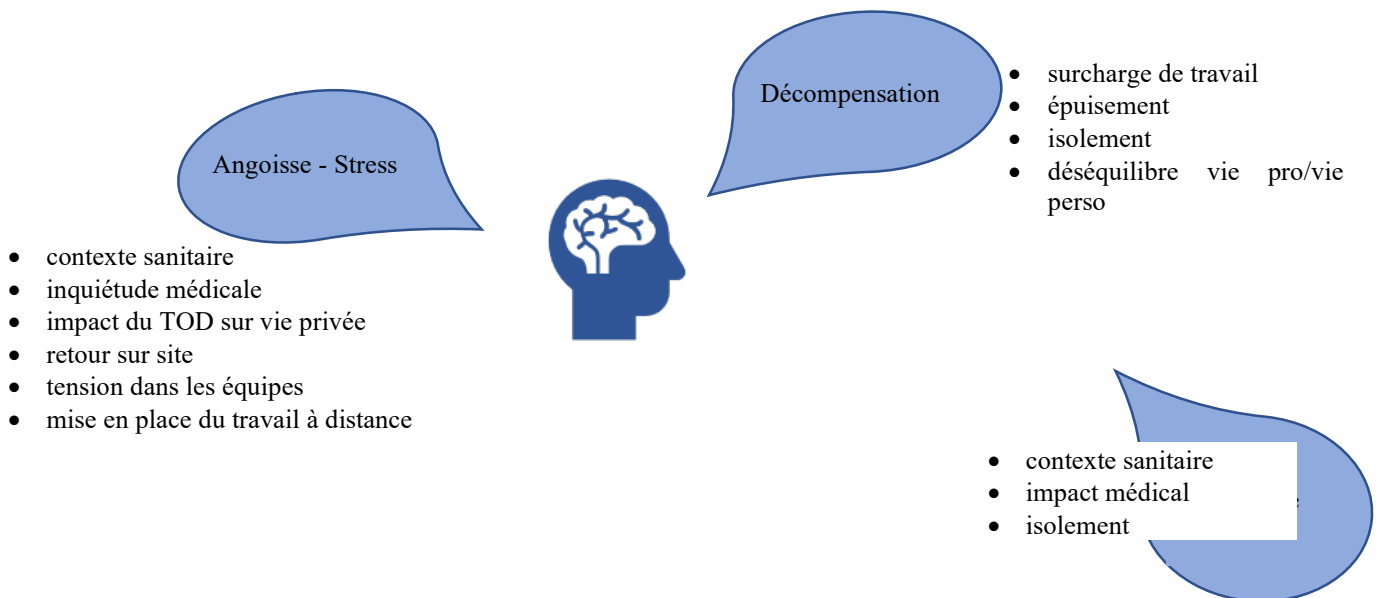 Décompensation
• surcharge de travail
• épuisement
• isolement
• déséquilibre vie pro/vie
perso
Angoisse - Stress
• contexte sanitaire
• inquiétude médicale
• impact du TOD sur vie privée
• retour sur site
• tension dans les équipes
• mise en place du travail à distance
• contexte sanitaire
• impact médical
• isolement